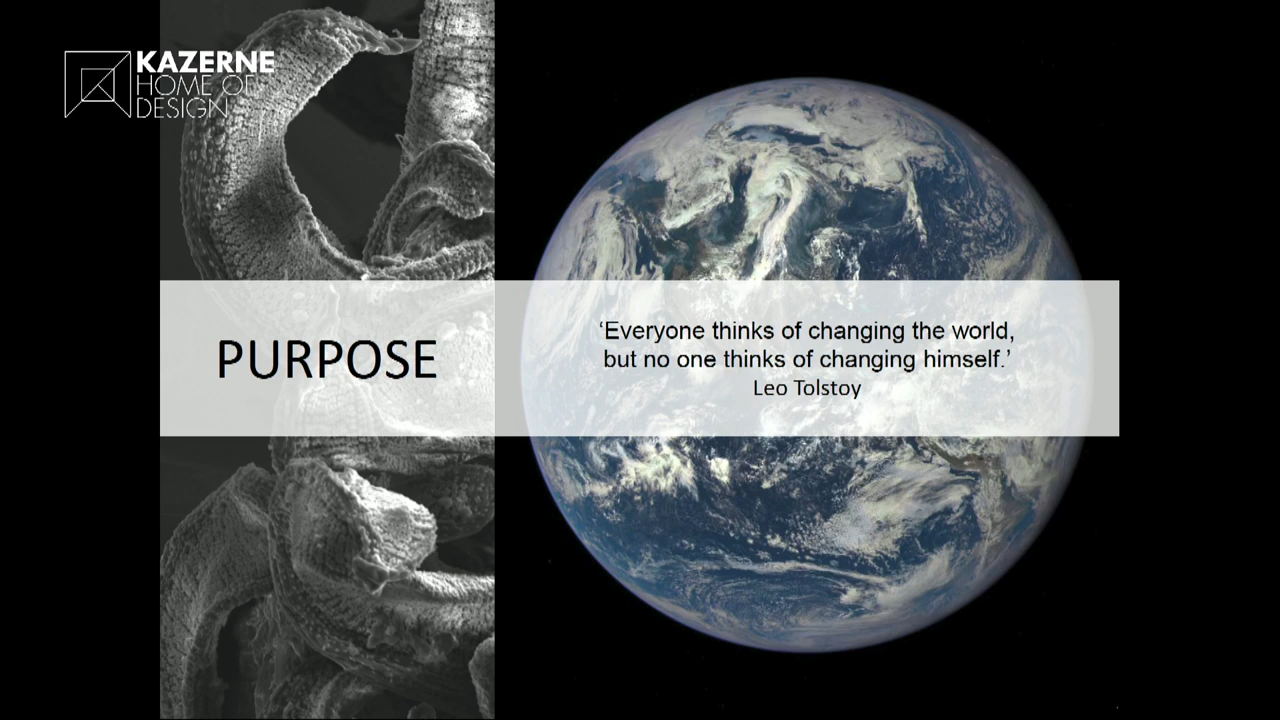 KAZERNE
HOME OF
DESIGN
PURPOSE
‘Everyone thinks of changing the world,
but no one thinks of changing himself.’
Leo Tolstoy